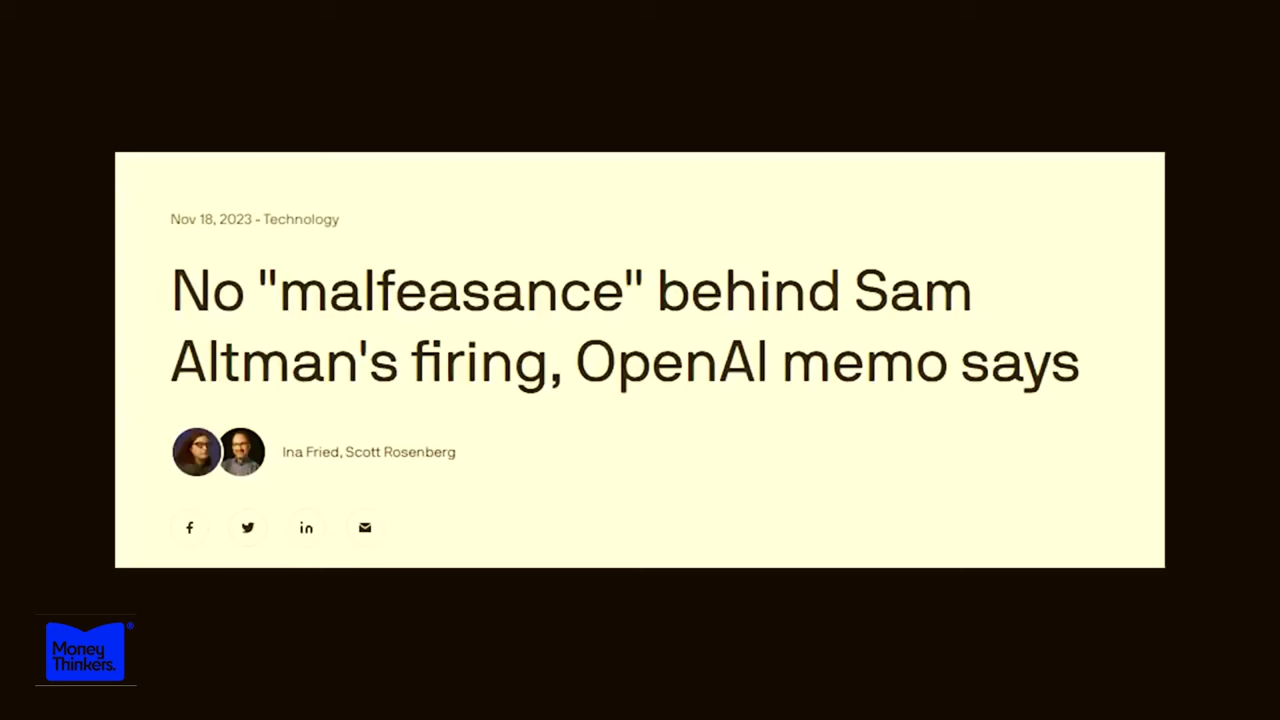 Nov 18, 2023 - Technology
No "malfeasance" behind Sam
Altman's firing, OpenAI memo says
Ina Fried, Scott Rosenberg
Money
Thinkers.
®